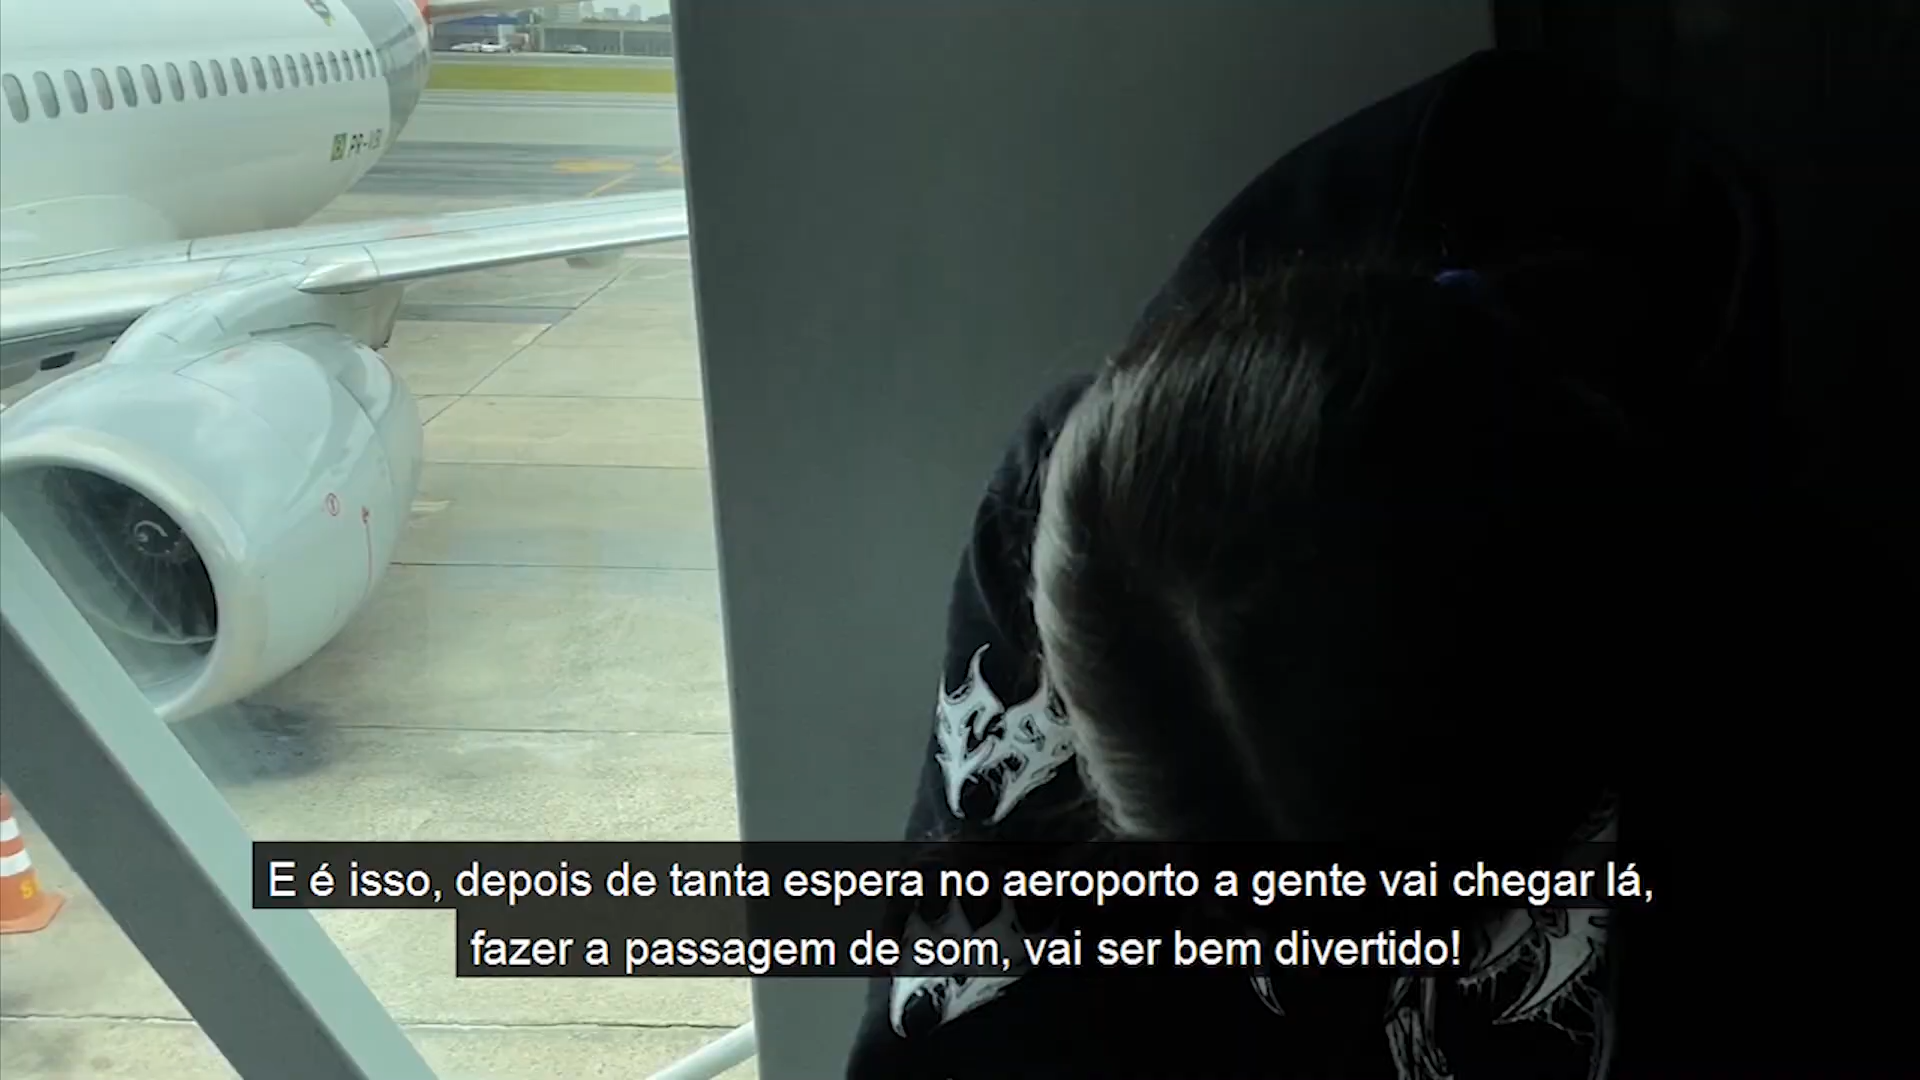 E é isso, depois de tanta espera no aeroporto a gente vai chegar lá,
fazer a passagem de som, vai ser bem divertido!